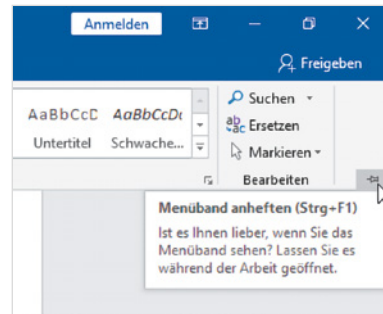 Anmelden
Freigeben
AaBbCcD AaBbCcDı
Untertitel Schwache...
Suchen
Ersetzen
Markieren
Bearbeiten
Menüband anheften (Strg+F1)
Ist es Ihnen lieber, wenn Sie das
Menüband sehen? Lassen Sie es
während der Arbeit geöffnet.